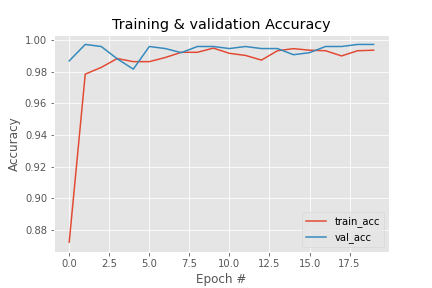 Training & validation Accuracy
1.00
0.98
0.96
0.94
0.92
0.90
0.88
Accuracy
train_acc
val_acc
0.0 2.5 5.0 7.5 10.0 12.5 15.0 17.5
Epoch #